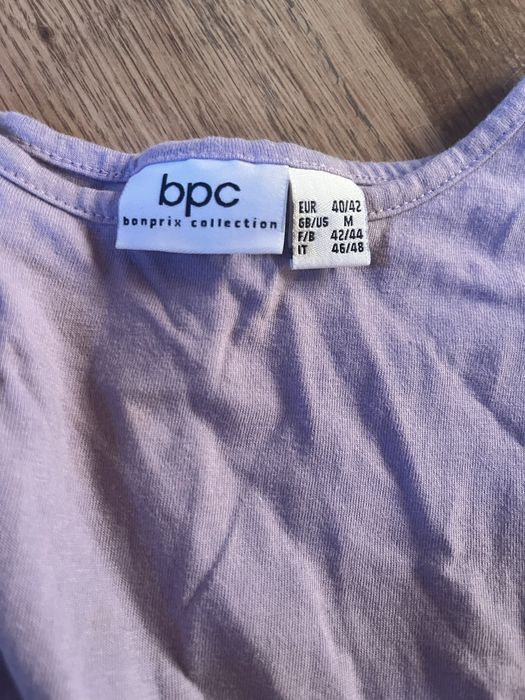 bpc
bonprix collection
EUR 40/42
GB/US M
F/B 42/44
IT 46/48